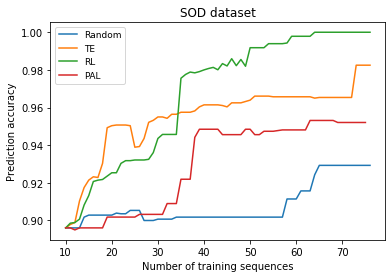 SOD dataset
Random
TE
RL
PAL
Prediction accuracy
1.00
0.98
0.96
0.94
0.92
0.90
10 20 30 40 50 60 70
Number of training sequences